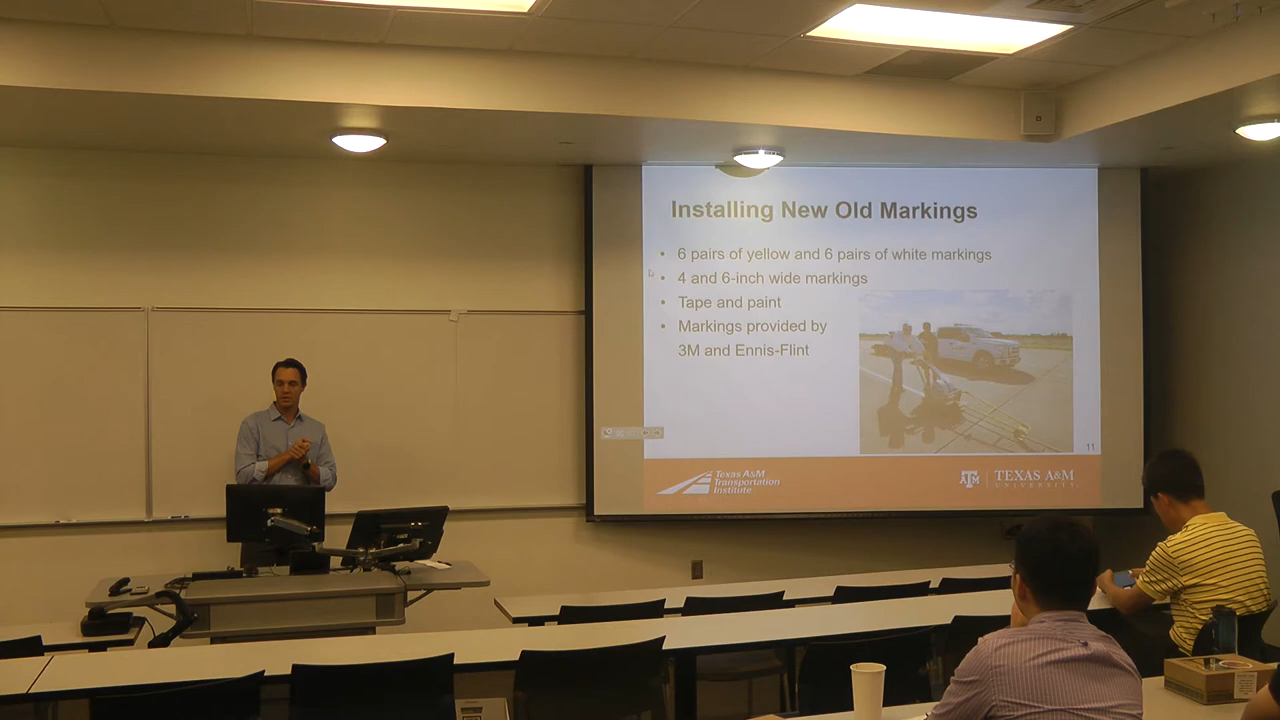 Installing New Old Markings
• 6 pairs of yellow and 6 pairs of white markings
• 4 and 6-inch wide markings
• Tape and paint
• Markings provided by
3M and Ennis-Flint
11
Texas A&M
Transportation
Institute
ATM
TEXAS A&M
UNIVERSITY